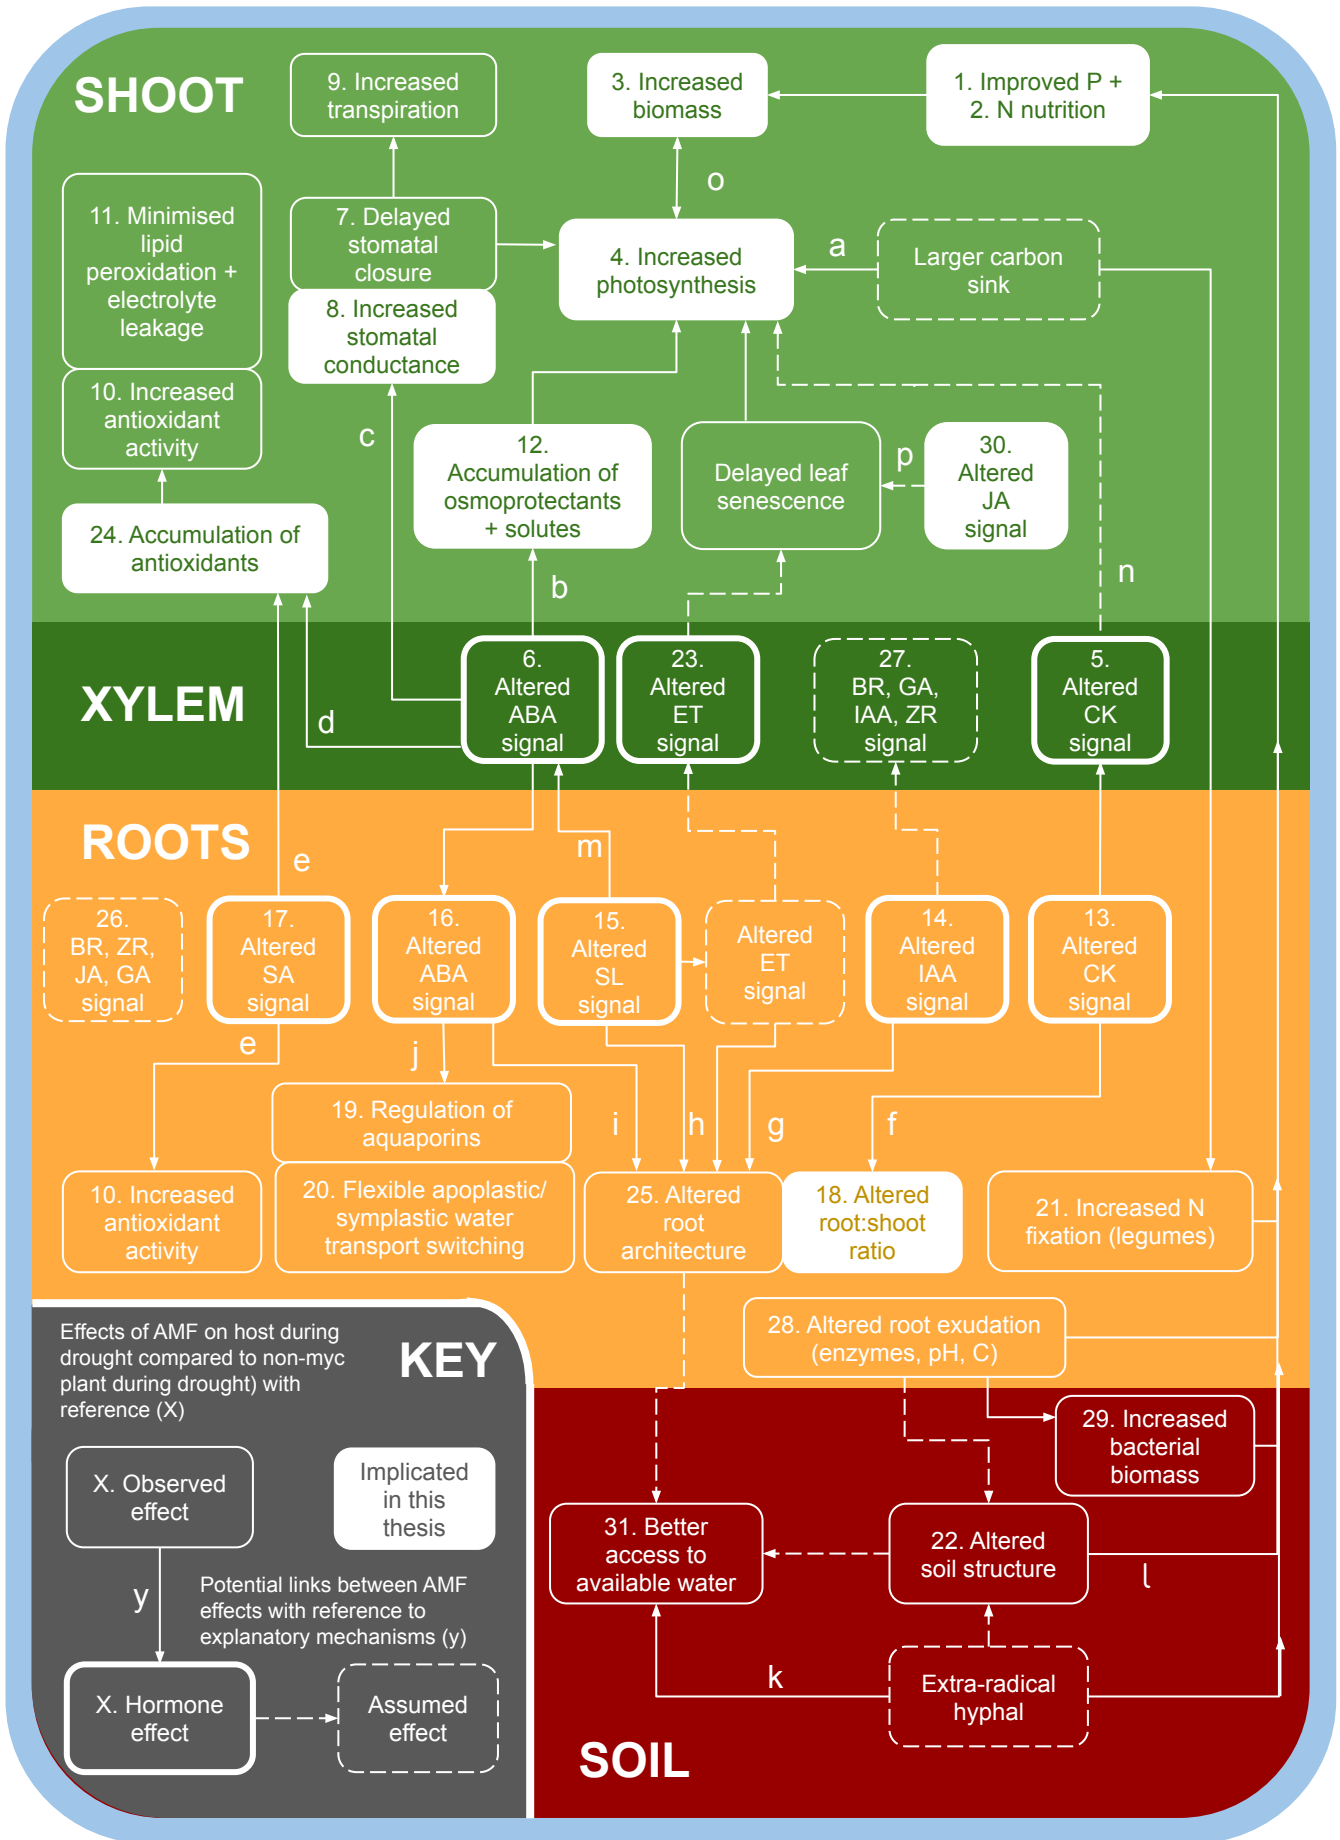 SHOOT
9. Increased
transpiration
3. Increased
biomass
1. Improved P +
2. N nutrition
o
11. Minimised
lipid
peroxidation +
electrolyte
leakage
7. Delayed
stomatal
closure
4. Increased
photosynthesis
a
Larger carbon
sink
8. Increased
stomatal
conductance
10. Increased
antioxidant
activity
c
12.
Accumulation of
osmoprotectants
+ solutes
Delayed leaf
senescence
p
30.
Altered
JA
signal
24. Accumulation of
antioxidants
b
n
XYLEM
d
6.
Altered
ABA
signal
23.
Altered
ET
signal
27.
BR, GA,
IAA, ZR
signal
5.
Altered
CK
signal
ROOTS
e
m
26.
BR, ZR,
JA, GA
signal
17.
Altered
SA
signal
16.
Altered
ABA
signal
15.
Altered
SL
signal
Altered
ET
signal
14.
Altered
IAA
signal
13.
Altered
CK
signal
e
j
i
h
g
f
19. Regulation of
aquaporins
10. Increased
antioxidant
activity
20. Flexible apoplastic/
symplastic water
transport switching
25. Altered
root
architecture
18. Altered
root:shoot
ratio
21. Increased N
fixation (legumes)
28. Altered root exudation
(enzymes, pH, C)
29. Increased
bacterial
biomass
31. Better
access to
available water
22. Altered
soil structure
l
k
Extra-radical
hyphal
SOIL
KEY
Effects of AMF on host during
drought compared to non-myc
plant during drought) with
reference (X)
X. Observed
effect
Implicated
in this
thesis
y
Potential links between AMF
effects with reference to
explanatory mechanisms (y)
X. Hormone
effect
Assumed
effect